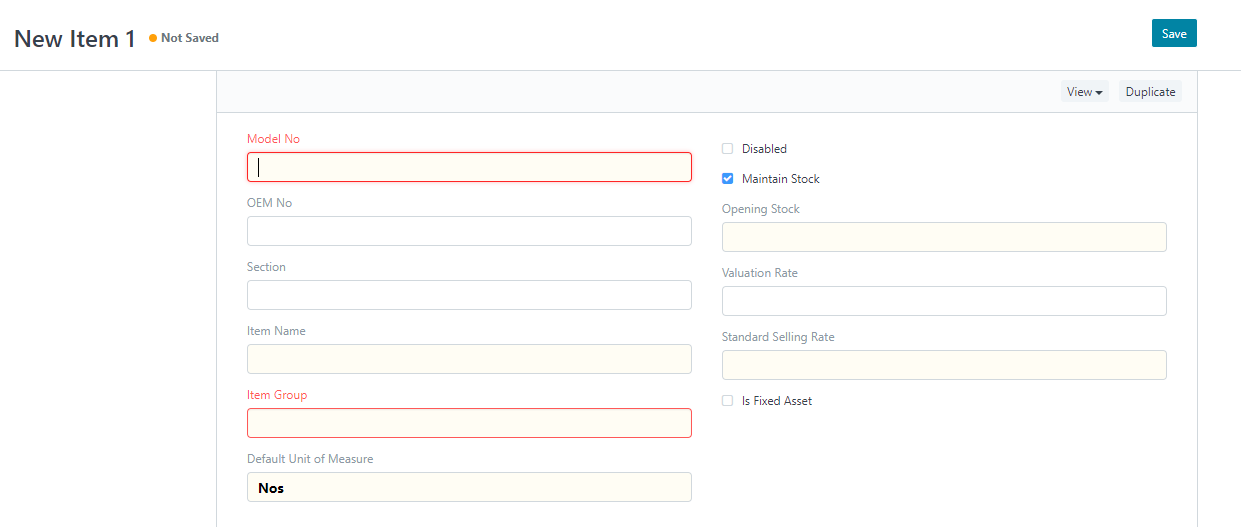 New Item 1
Not Saved
Save
View
Duplicate
Model No
OEM No
Section
Item Name
Item Group
Default Unit of Measure
Nos
Disabled
Maintain Stock
Opening Stock
Valuation Rate
Standard Selling Rate
Is Fixed Asset